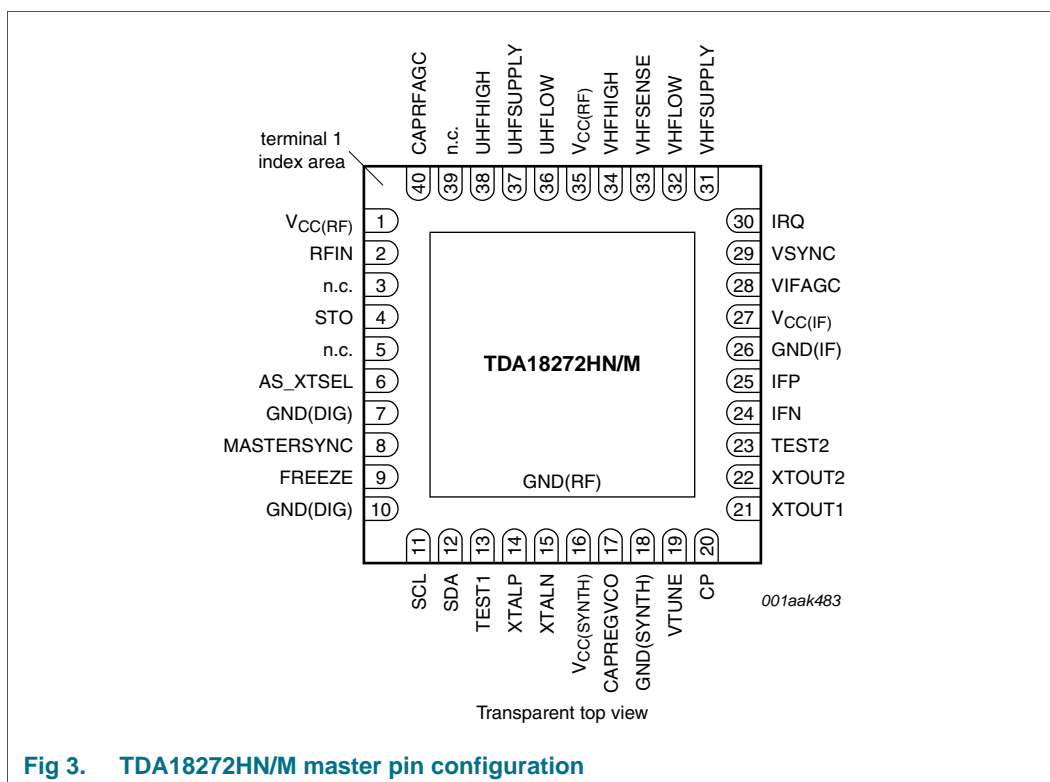 CAPRFAGC
n.c.
UHFHIGH
UHFSUPPLY
UHFLOW
VCC(RF)
VHFHIGH
VHFSENSE
VHFLOW
VHFSUPPLY
terminal 1
index area
40
39
38
37
36
35
34
33
32
31
VCC(RF) 1
RFIN 2
n.c. 3
STO 4
n.c. 5
AS_XTSEL 6
GND(DIG) 7
MASTERSYNC 8
FREEZE 9
GND(DIG) 10
TDA18272HN/M
GND(RF)
30 IRQ
29 VSYNC
28 VIFAGC
27 VCC(IF)
26 GND(IF)
25 IFP
24 IFN
23 TEST2
22 XTOUT2
21 XTOUT1
11
12
13
14
15
16
17
18
19
20
SCL
SDA
TEST1
XTALP
XTALN
VCC(SYNTH)
CAPREGVCO
GND(SYNTH)
VTUNE
CP
001aak483
Transparent top view
Fig 3. TDA18272HN/M master pin configuration